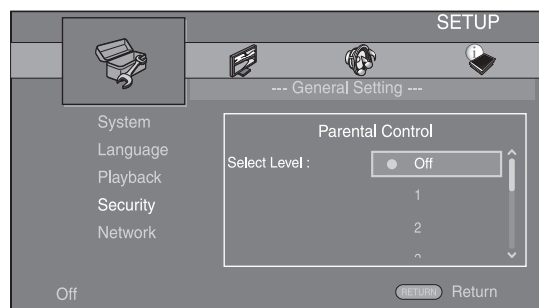 SETUP
--- General Setting ---
System
Language
Playback
Security
Network
Parental Control
Select Level :
Off
1
2
Off
RETURN Return